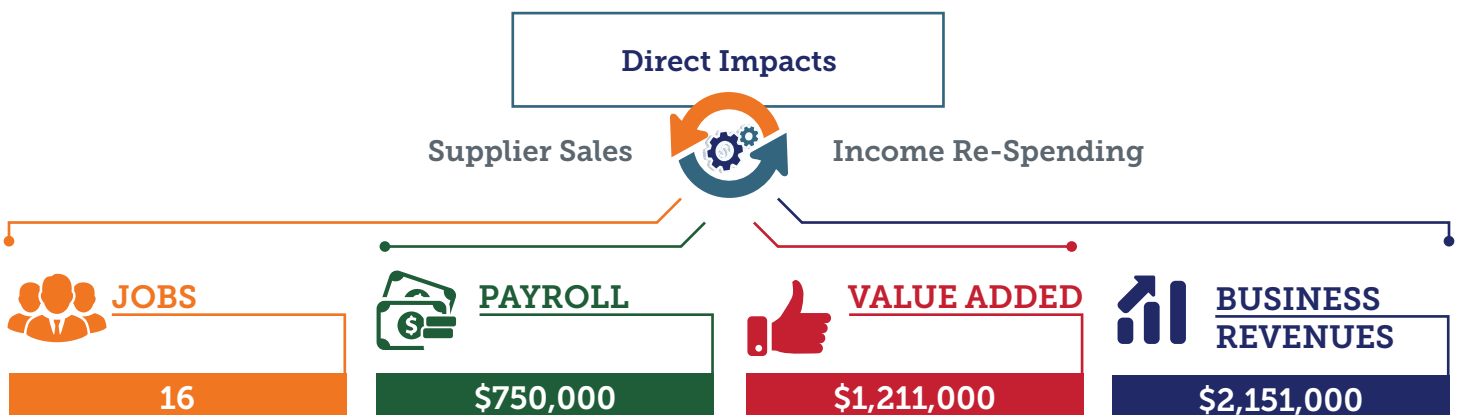 Direct Impacts
Supplier Sales
Income Re-Spending
JOBS
16
PAYROLL
$
$750,000
VALUE ADDED
$1,211,000
BUSINESS
REVENUES
$2,151,000